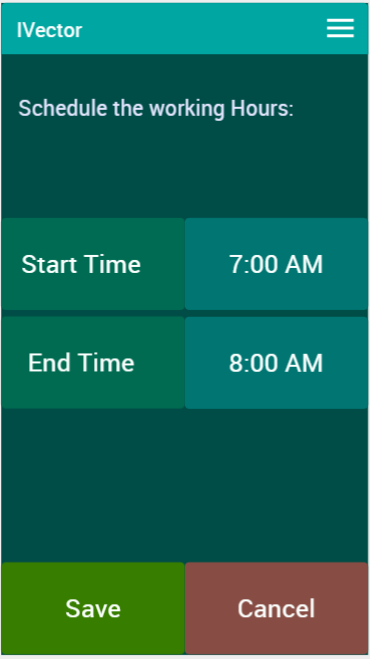 IVector
Schedule the working Hours:
Start Time 7:00 AM
End Time 8:00 AM
Save Cancel